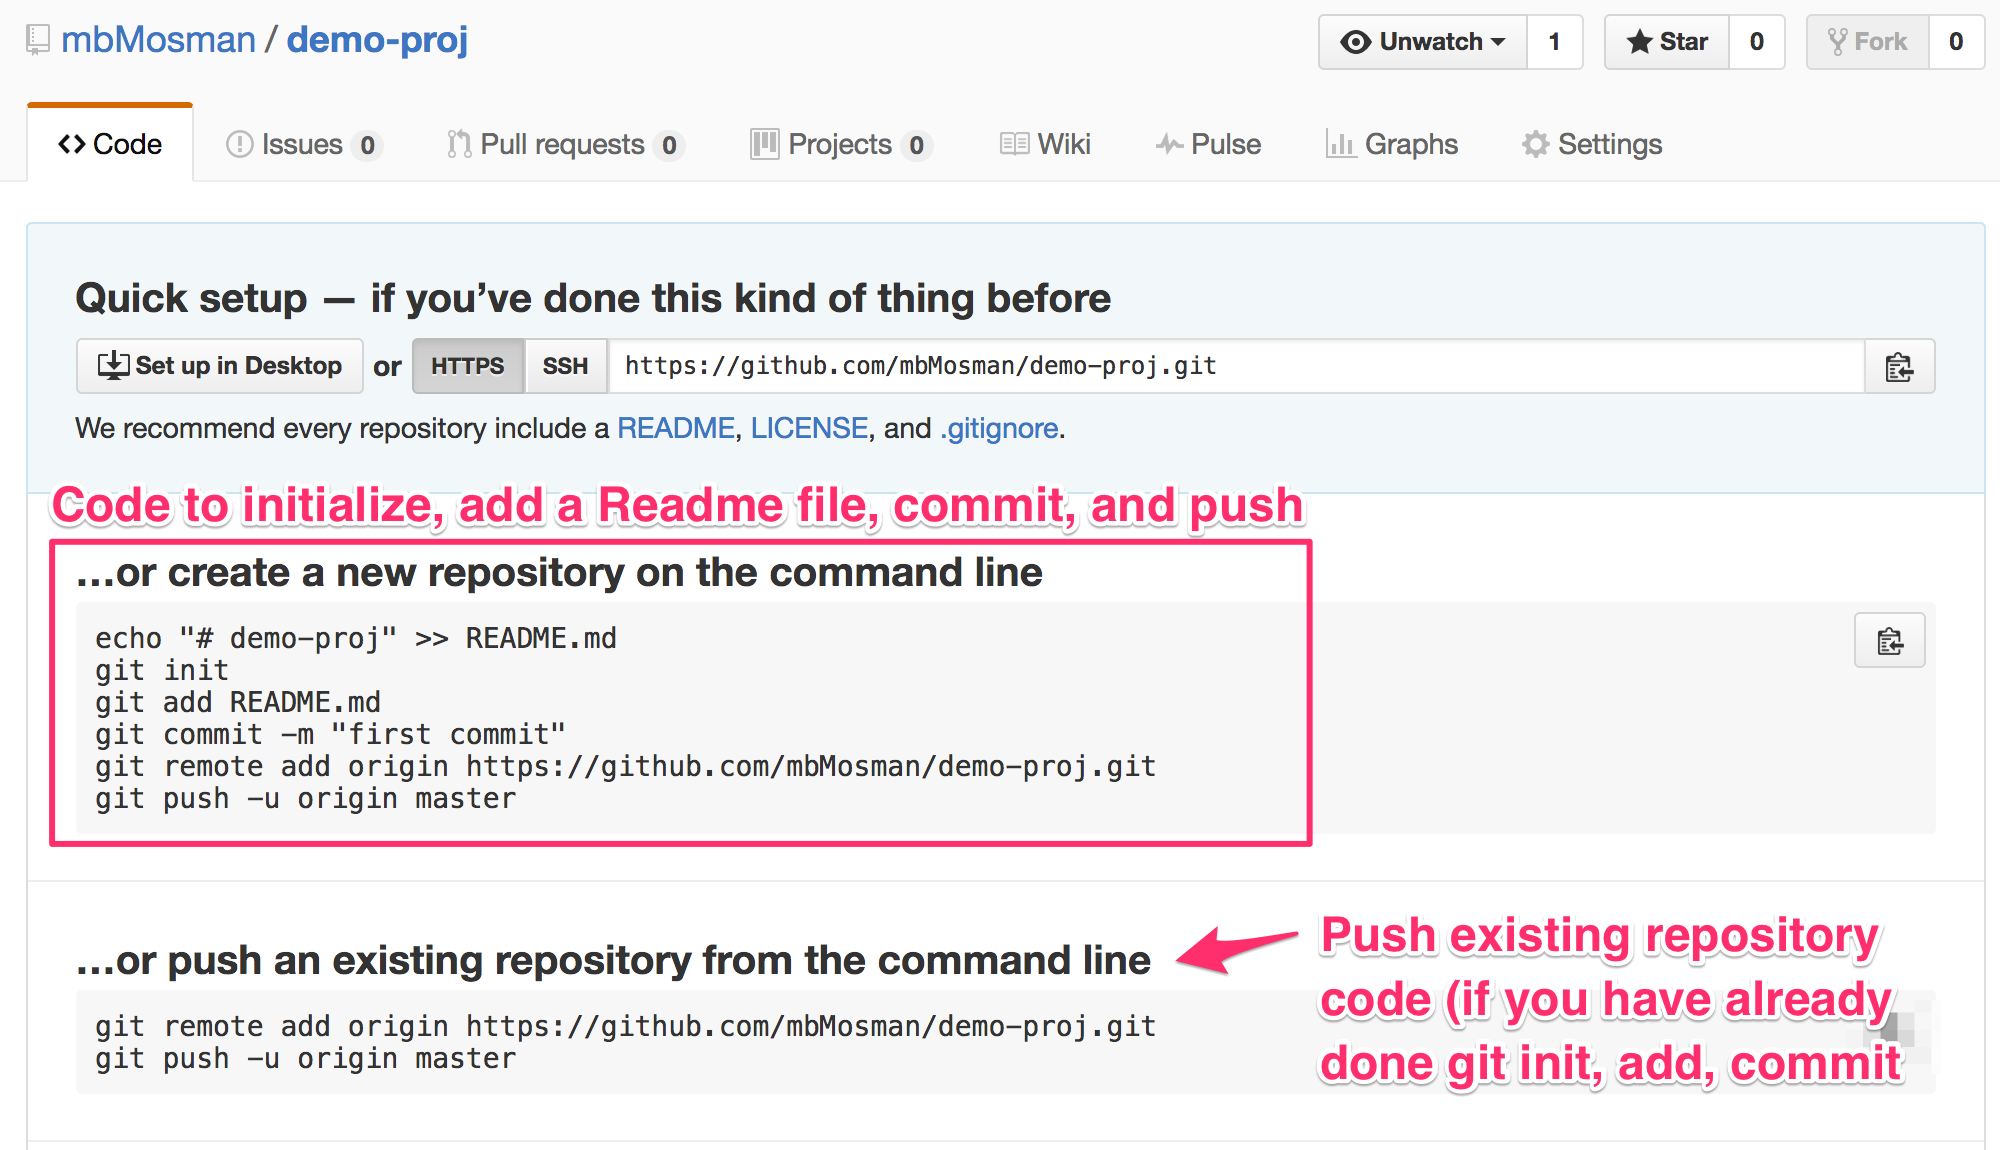 mbMosman / demo-proj
Unwatch 1 Star 0 Fork 0
Code Issues 0 Pull requests 0 Projects 0 Wiki Pulse Graphs Settings
Quick setup — if you’ve done this kind of thing before
Set up in Desktop or HTTPS SSH https://github.com/mbMosman/demo-proj.git
We recommend every repository include a README, LICENSE, and .gitignore.
Code to initialize, add a Readme file, commit, and push
…or create a new repository on the command line
echo "# demo-proj" >> README.md
git init
git add README.md
git commit -m "first commit"
git remote add origin https://github.com/mbMosman/demo-proj.git
git push -u origin master
…or push an existing repository from the command line
git remote add origin https://github.com/mbMosman/demo-proj.git
git push -u origin master
Push existing repository
code (if you have already
done git init, add, commit